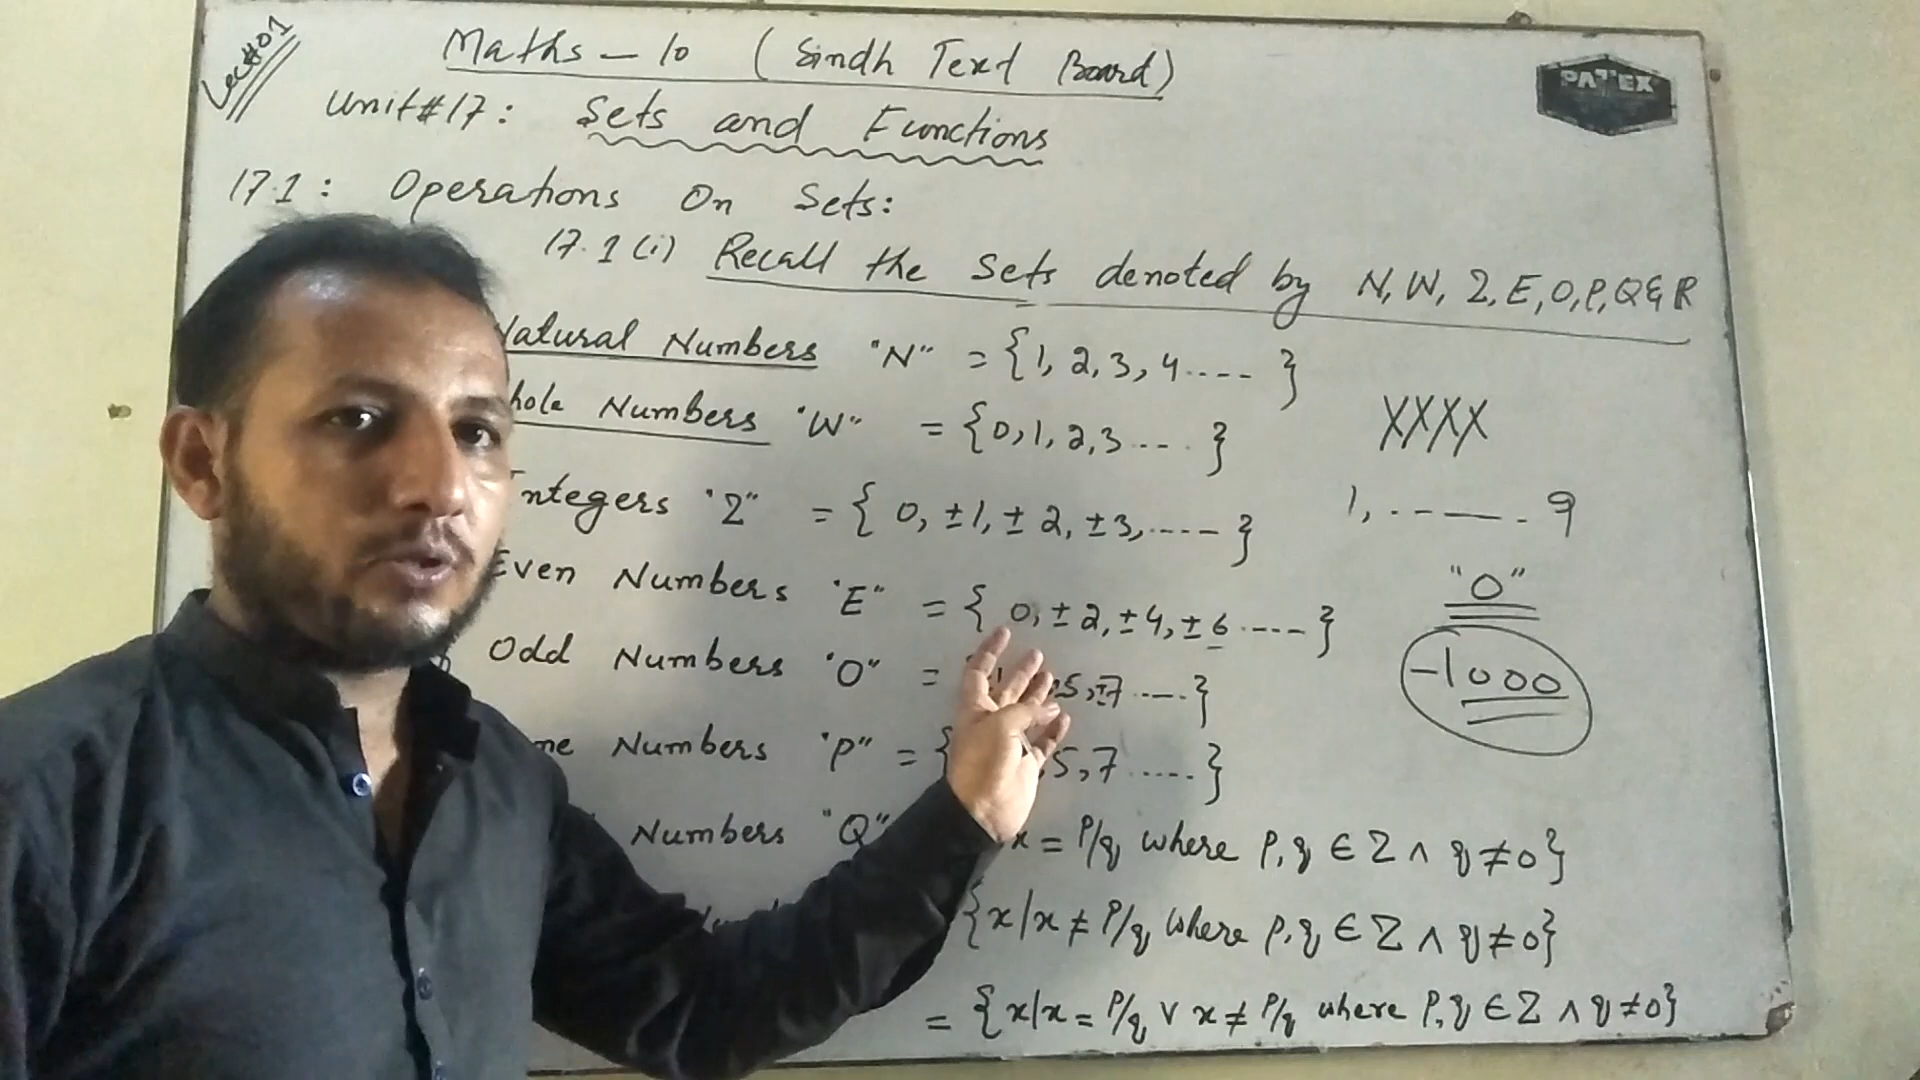 Lec#01
Maths - 10 (Sindh Text Board)
PATEX
Unit#17: Sets and Functions
17.1: Operations On Sets:
17.1 (i) Recall the Sets denoted by N, W, Z, E, O, P, Q & R
Natural Numbers "N" = {1, 2, 3, 4 .... }
hole Numbers "W" = {0, 1, 2, 3 .... }
XXXX
Integers "Z" = { 0, ±1, ± 2, ±3, ..... }
1, ....... 9
Even Numbers "E" = { 0, ± 2, ±4, ± 6 ..... }
"0"
Odd Numbers "O" = { 5, ±7 ..... }
-1000
me Numbers "P" = { , 5, 7 ..... }
Numbers "Q" x = P/q where P, q ∈ Z ∧ q ≠ 0}
{x/x ≠ P/q where P, q ∈ Z ∧ q ≠ 0}
= {x/x = P/q ∨ x ≠ P/q where P, q ∈ Z ∧ q ≠ 0}